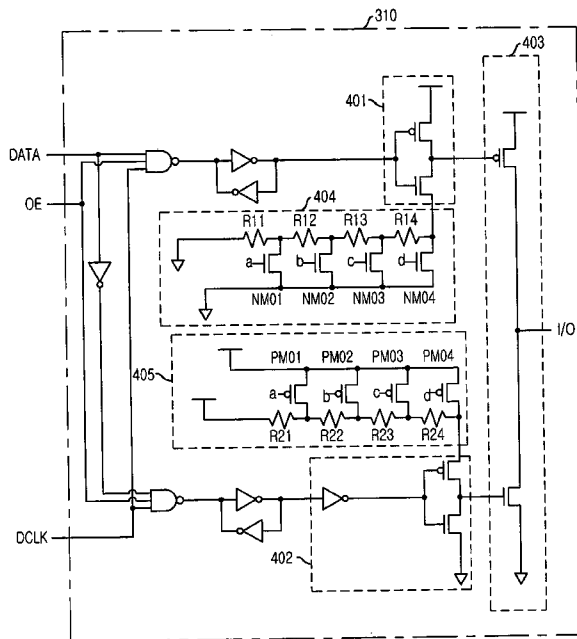 310
403
401
DATA
OE
404
R11 R12 R13 R14
a b c d
NM01 NM02 NM03 NM04
I/O
405
PM01 PM02 PM03 PM04
a b c d
R21 R22 R23 R24
DCLK
402